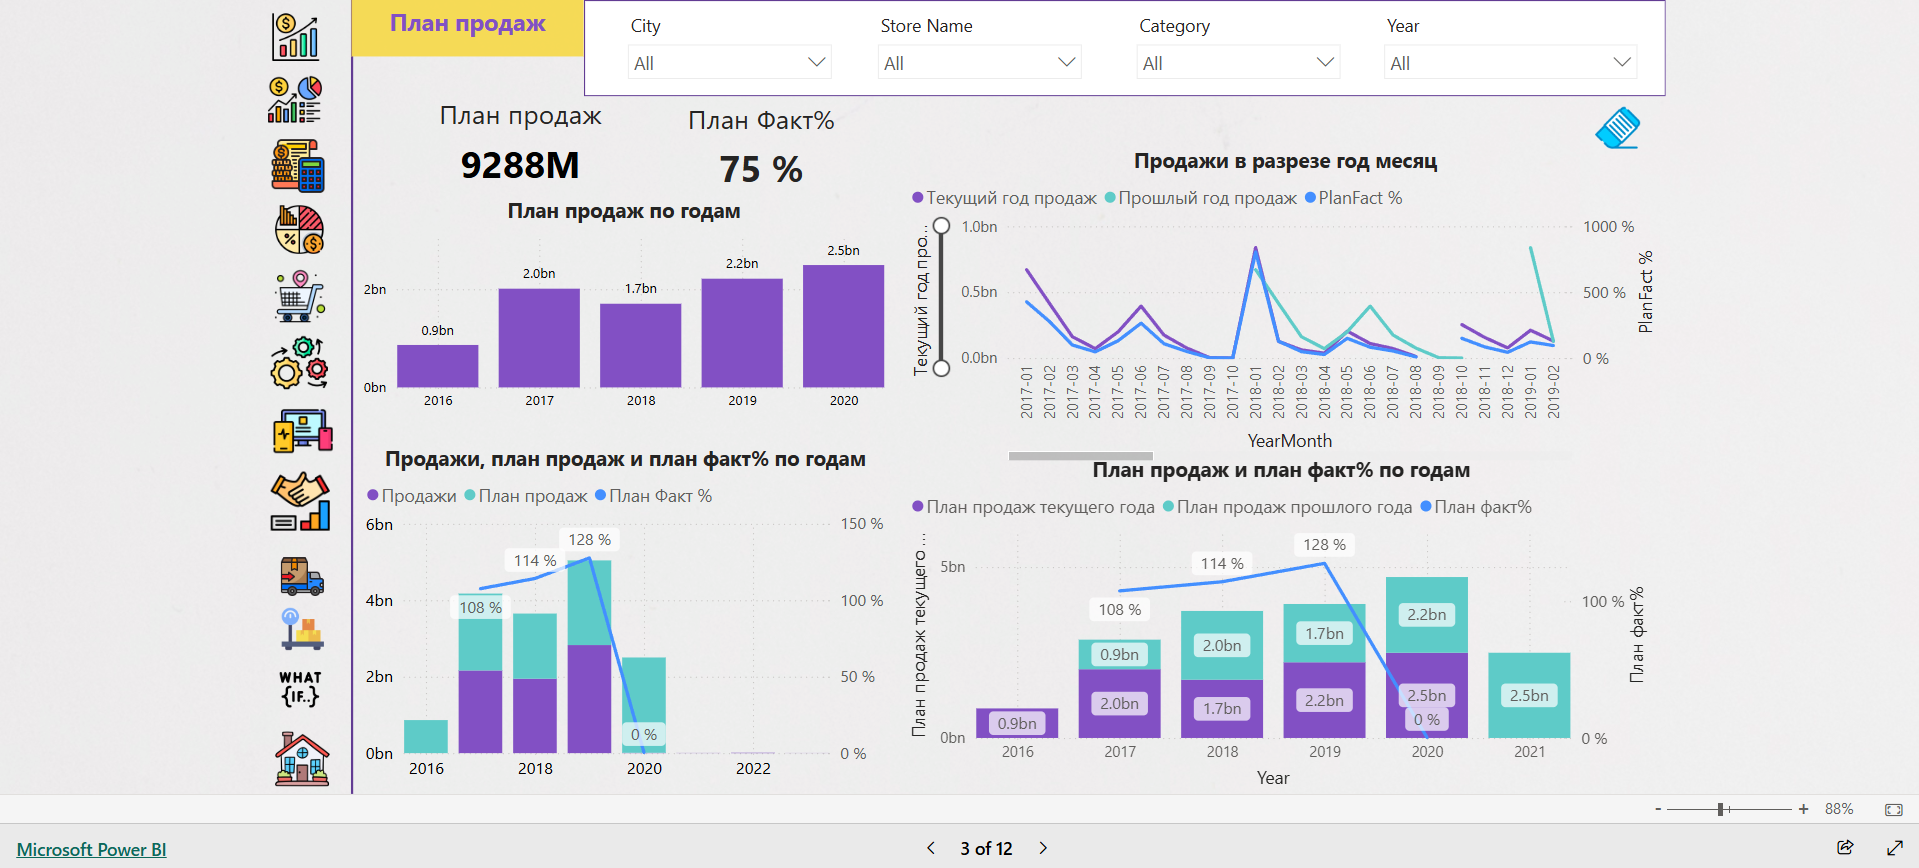 План продаж
City
Store Name
Category
Year
All
All
All
All
План продаж
План Факт%
9288M
75 %
План продаж по годам
2bn
0bn
0.9bn
2.0bn
1.7bn
2.2bn
2.5bn
2016
2017
2018
2019
2020
Продажи в разрезе год месяц
Текущий год продаж
Прошлый год продаж
PlanFact %
Текущий год про...
1.0bn
0.5bn
0.0bn
1000 %
500 %
0 %
PlanFact %
2017-01
2017-02
2017-03
2017-04
2017-05
2017-06
2017-07
2017-08
2017-09
2017-10
2018-01
2018-02
2018-03
2018-04
2018-05
2018-06
2018-07
2018-08
2018-09
2018-10
2018-11
2018-12
2019-01
2019-02
YearMonth
Продажи, план продаж и план факт% по годам
Продажи
План продаж
План Факт %
6bn
4bn
2bn
0bn
150 %
100 %
50 %
0 %
108 %
114 %
128 %
0 %
2016
2018
2020
2022
План продаж и план факт% по годам
План продаж текущего года
План продаж прошлого года
План факт%
План продаж текущего ...
5bn
0bn
100 %
0 %
План факт%
108 %
114 %
128 %
0.9bn
0.9bn
2.0bn
2.0bn
1.7bn
1.7bn
2.2bn
2.2bn
2.5bn
0 %
2.5bn
2016
2017
2018
2019
2020
2021
Year
WHAT
{IF..}
- + 88%
Microsoft Power BI
3 of 12